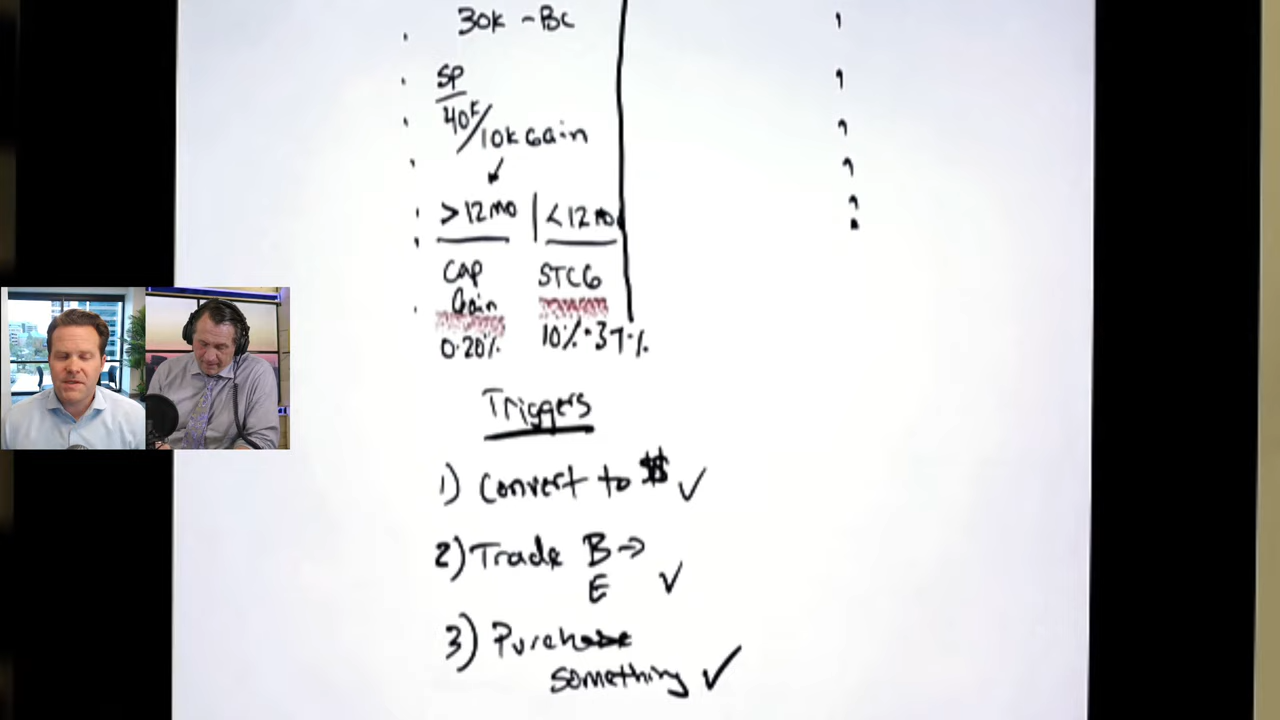 30K - BC
SP
40K/10K Gain
>12mo | <12mo
Cap STCG
Gain
0-20% 10%-37%
Triggers
1) Convert to $ ✓
2) Trade B →
E ✓
3) Purchase
something ✓